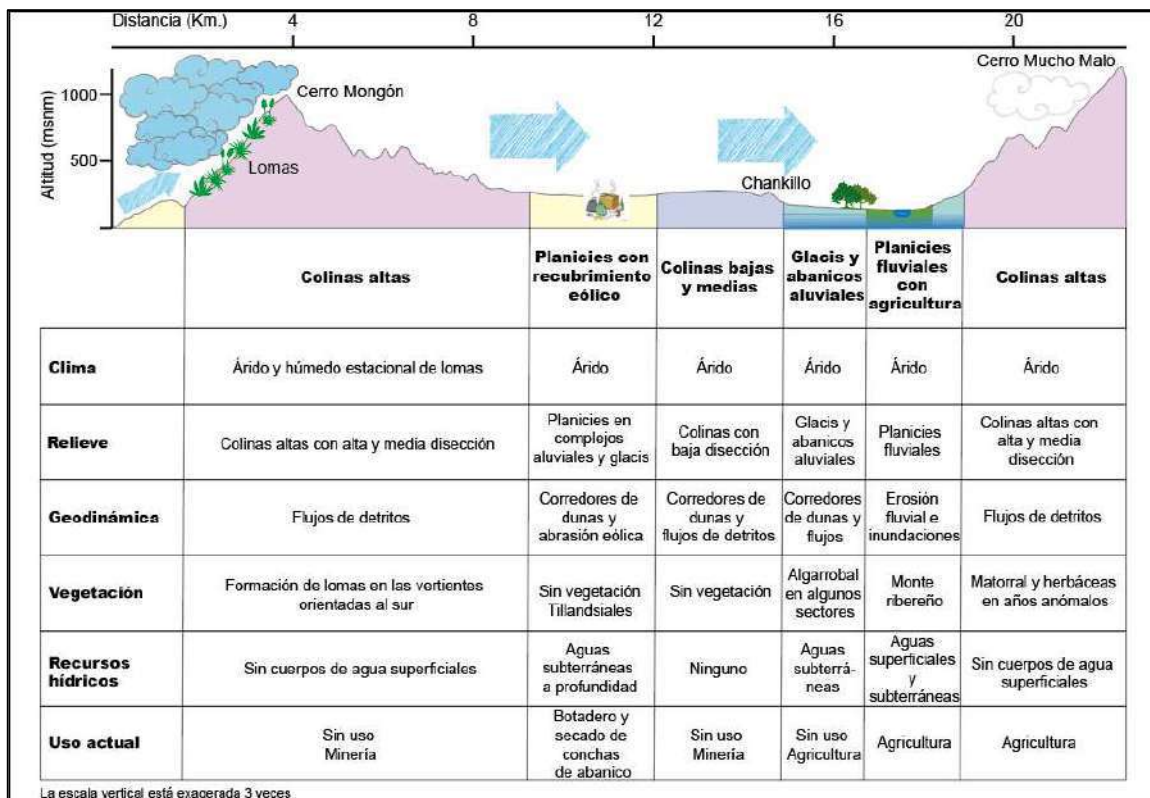 Distancia (Km.) 4 8 12 16 20
Altitud (msnm)
1000
500
Cerro Mongón
Lomas
Chankillo
Cerro Mucho Malo
Colinas altas
Planicies con
recubrimiento
eólico
Colinas bajas
y medias
Glacis y
abanicos
aluviales
Planicies
fluviales
con
agricultura
Colinas altas
Clima
Árido y húmedo estacional de lomas
Árido
Árido
Árido
Árido
Árido
Relieve
Colinas altas con alta y media disección
Planicies en
complejos
aluviales y glacis
Colinas con
baja disección
Glacis y
abanicos
aluviales
Planicies
fluviales
Colinas altas con
alta y media
disección
Geodinámica
Flujos de detritos
Corredores de
dunas y
abrasión eólica
Corredores de
dunas y
flujos de detritos
Corredores
de dunas y
flujos
Erosión
fluvial e
inundaciones
Flujos de detritos
Vegetación
Formación de lomas en las vertientes
orientadas al sur
Sin vegetación
Tillandsiales
Sin vegetación
Algarrobal
en algunos
sectores
Monte
ribereño
Matorral y herbáceas
en años anómalos
Recursos
hídricos
Sin cuerpos de agua superficiales
Aguas
subterráneas
a profundidad
Ninguno
Aguas
subterrá-
neas
Aguas
superficiales
y
subterráneas
Sin cuerpos de agua
superficiales
Uso actual
Sin uso
Minería
Botadero y
secado de
conchas
de abanico
Sin uso
Minería
Sin uso
Agricultura
Agricultura
Agricultura
La escala vertical está exagerada 3 veces